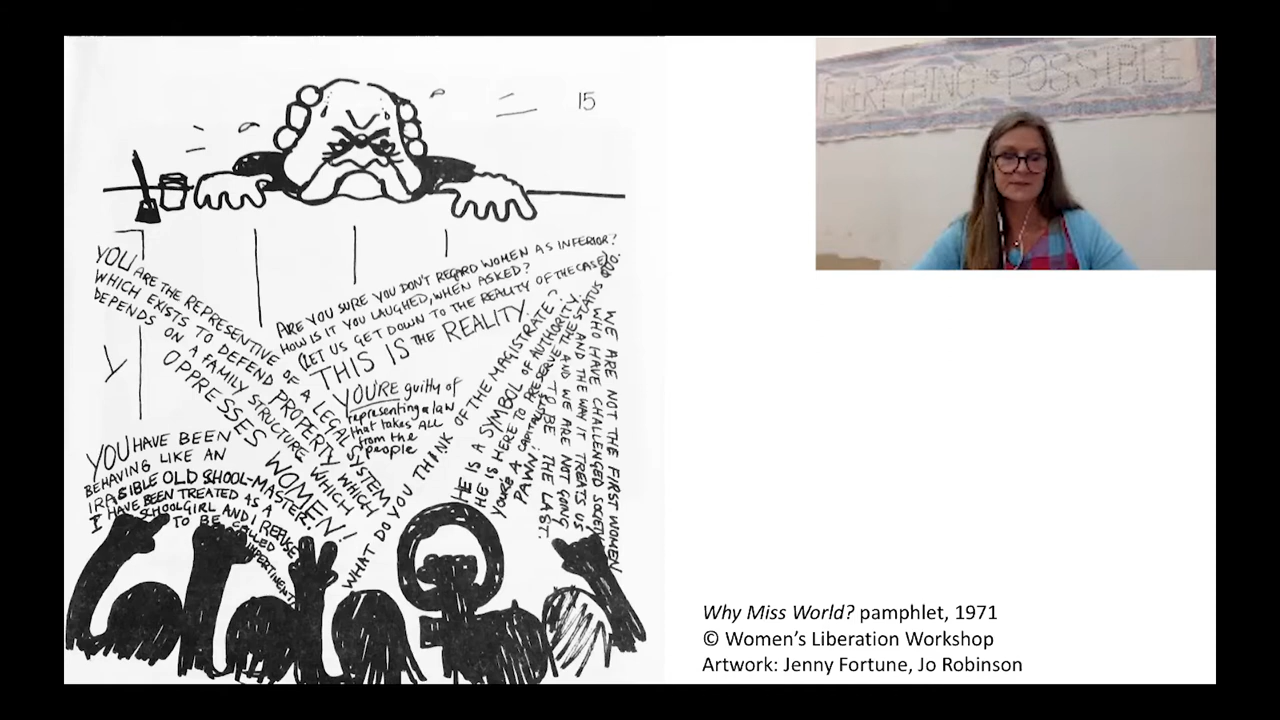 EVERYTHING is POSSIBLE
15
YOU ARE THE REPRESENTIVE OF A LEGAL SYSTEM
WHICH EXISTS TO DEFEND PROPERTY WHICH
DEPENDS ON A FAMILY STRUCTURE WHICH
OPPRESSES WOMEN!
ARE YOU SURE YOU DON'T REGARD WOMEN AS INFERIOR?
HOW IS IT YOU LAUGHED, WHEN ASKED?
(LET US GET DOWN TO THE REALITY OF THE CASE)
THIS IS THE REALITY.
YOU'RE guilty of
representing a law
that takes ALL
from the
people
YOU HAVE BEEN
BEHAVING LIKE AN
IRASIBLE OLD SHOOL-MASTER.
I HAVE BEEN TREATED AS A
SCHOOLGIRL AND I REFUSE
TO BE CALLED
IMPERTINENT
WHAT DO YOU THINK OF THE MAGISTRATE?
HE IS A SYMBOL OF AUTHORITY
HE IS HERE TO PRESERVE THE STATUS QUO.
YOU'RE A CAPITALISTS
PAWN!
WE ARE NOT THE FIRST WOMEN
WHO HAVE CHALLENGED SOCIETY
AND THE WAY IT TREATS US
AND WE ARE NOT GOING
TO BE THE LAST.
Why Miss World? pamphlet, 1971
© Women's Liberation Workshop
Artwork: Jenny Fortune, Jo Robinson